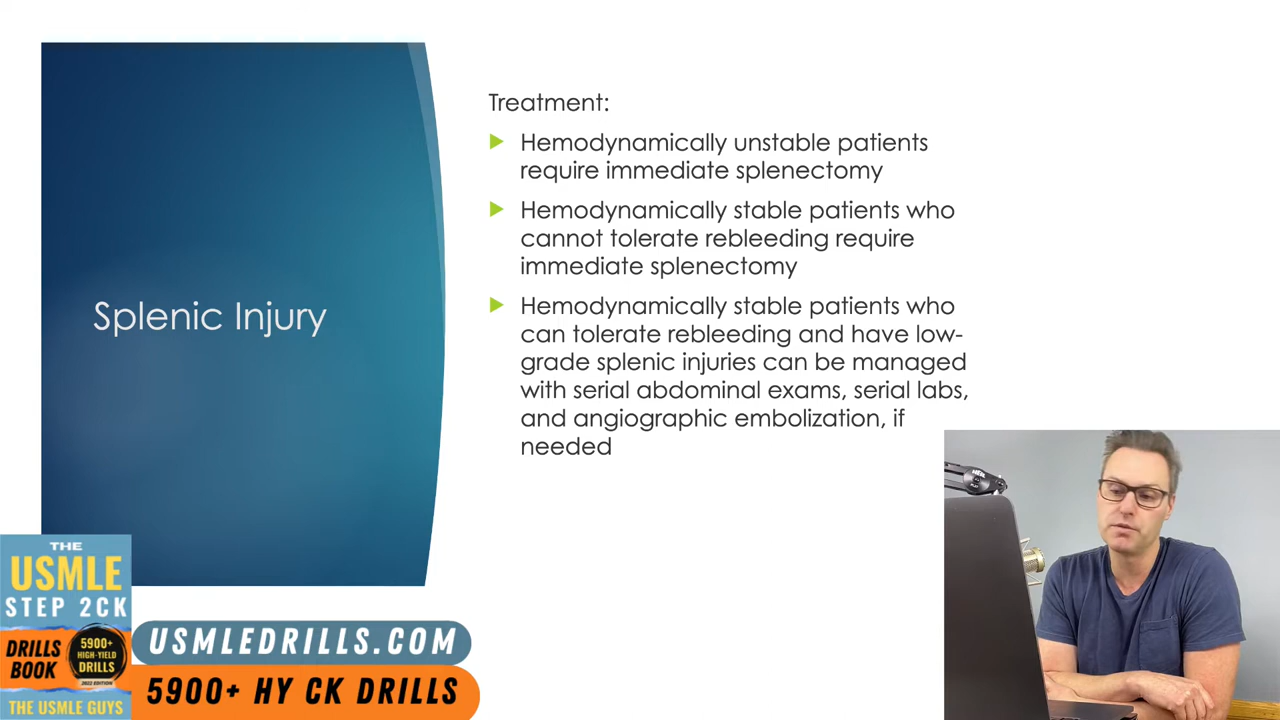 Splenic Injury
Treatment:
Hemodynamically unstable patients
require immediate splenectomy
Hemodynamically stable patients who
cannot tolerate rebleeding require
immediate splenectomy
Hemodynamically stable patients who
can tolerate rebleeding and have low-
grade splenic injuries can be managed
with serial abdominal exams, serial labs,
and angiographic embolization, if
needed
THE
USMLE
STEP 2CK
DRILLS
BOOK
5900+
HIGH-YIELD
DRILLS
2022 EDITION
THE USMLE GUYS
USMLEDRILLS.COM
5900+ HY CK DRILLS